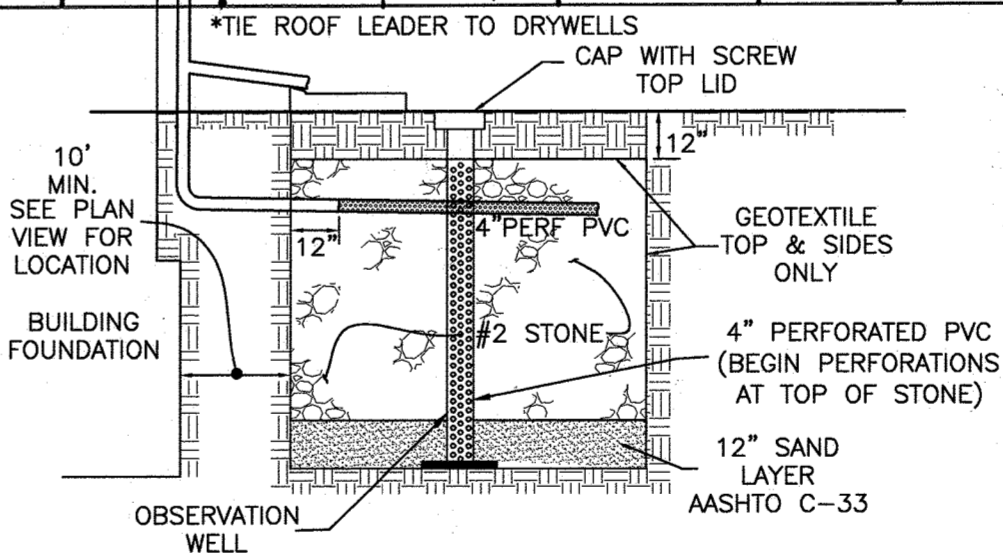 *TIE ROOF LEADER TO DRYWELLS
CAP WITH SCREW
TOP LID
12"
10'
MIN.
SEE PLAN
VIEW FOR
LOCATION
4"PERF PVC
12"
GEOTEXTILE
TOP & SIDES
ONLY
BUILDING
FOUNDATION
#2 STONE
4" PERFORATED PVC
(BEGIN PERFORATIONS
AT TOP OF STONE)
12" SAND
LAYER
AASHTO C-33
OBSERVATION
WELL